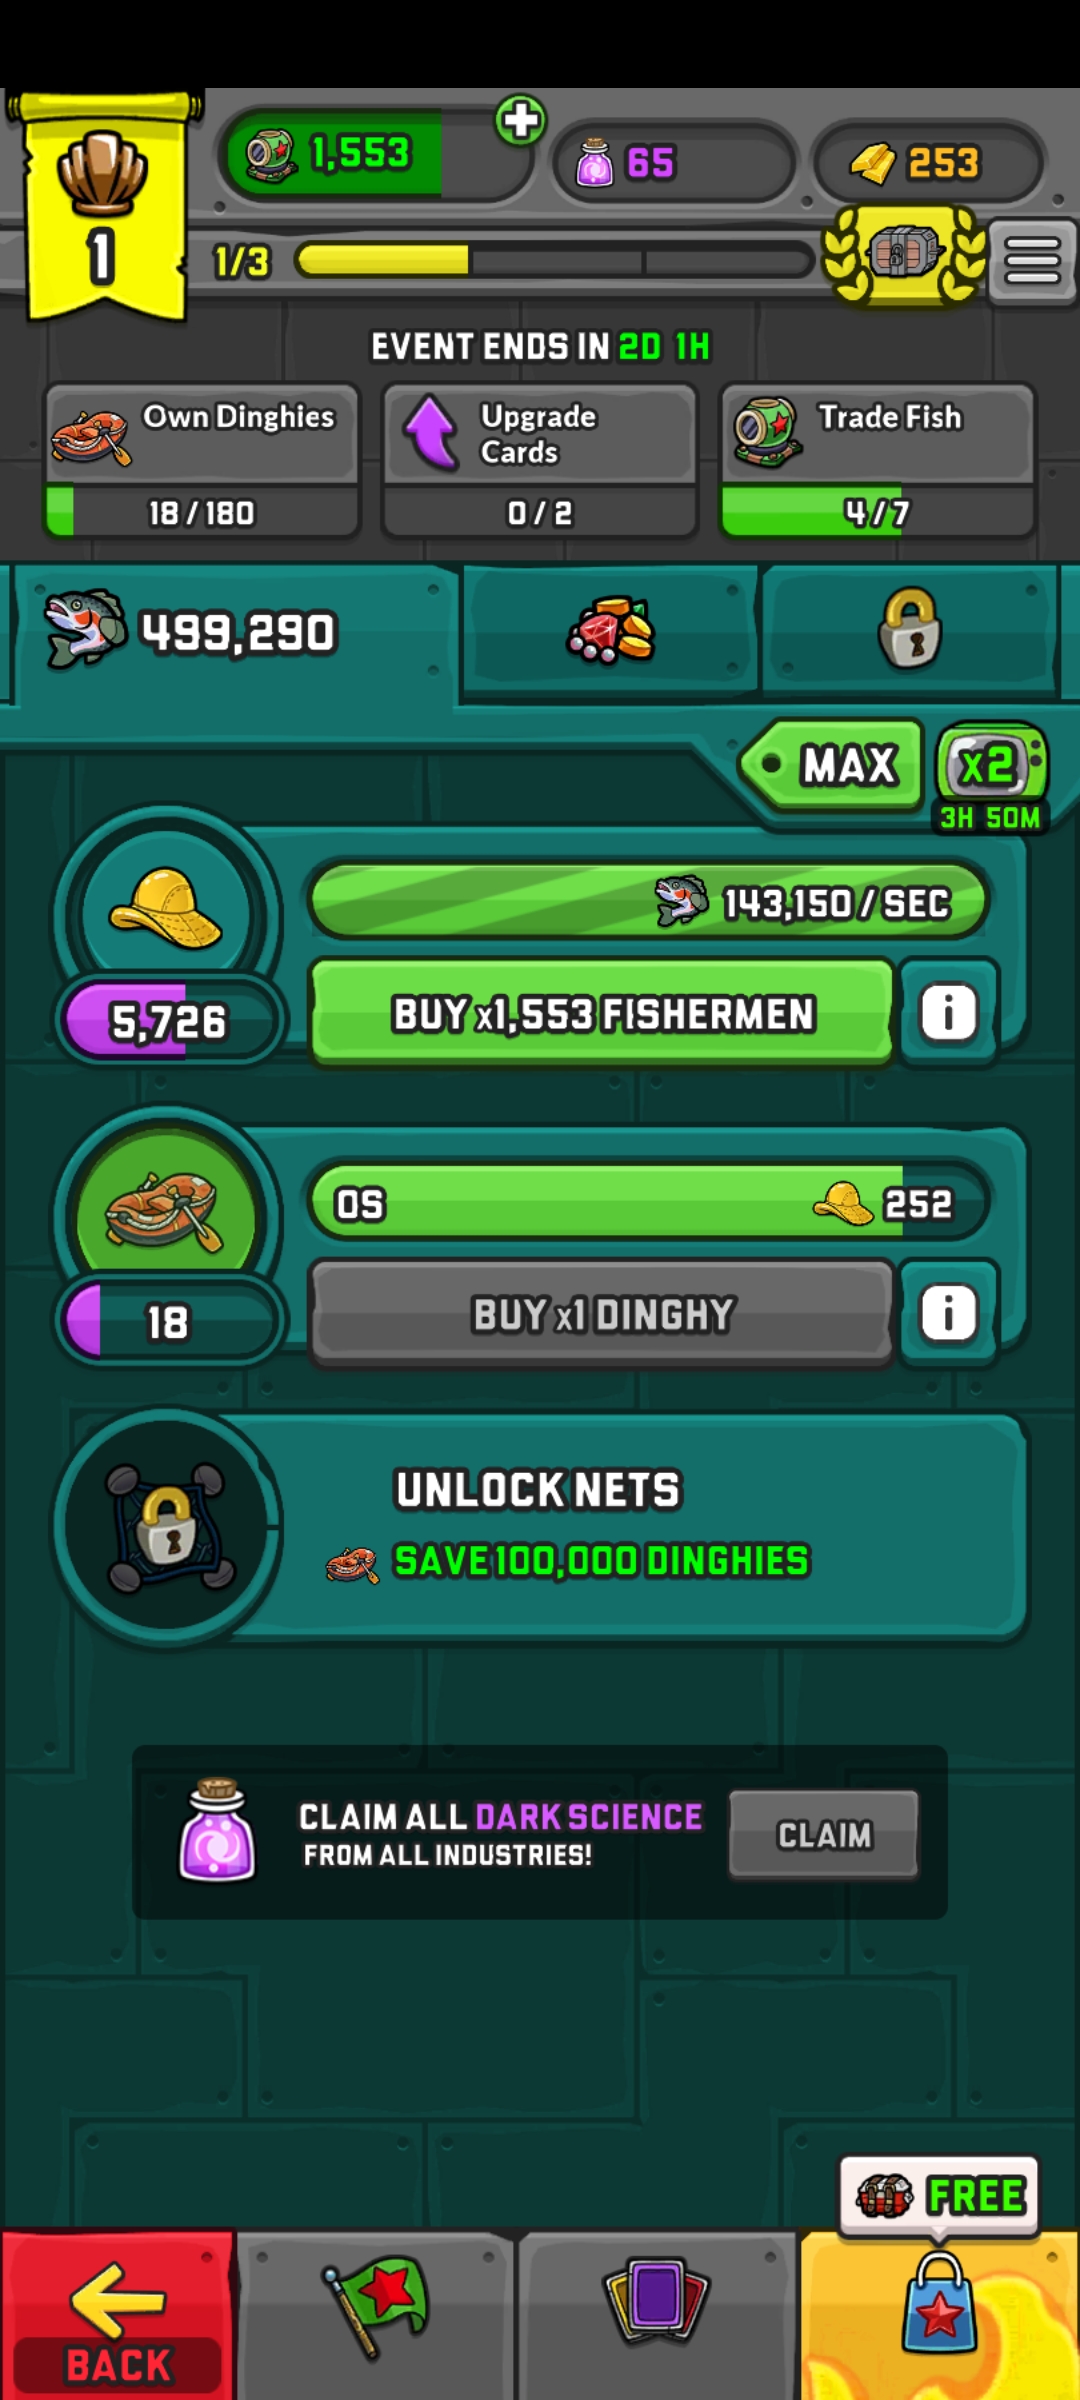 1,553
65
253
1
1/3
EVENT ENDS IN 2D 1H
Own Dinghies
18 / 180
Upgrade
Cards
0 / 2
Trade Fish
4 / 7
499,290
MAX
x2
3H 50M
143,150 / SEC
5,726
BUY x1,553 FISHERMEN
i
0S
252
18
BUY x1 DINGHY
i
UNLOCK NETS
SAVE 100,000 DINGHIES
CLAIM ALL DARK SCIENCE
FROM ALL INDUSTRIES!
CLAIM
FREE
BACK